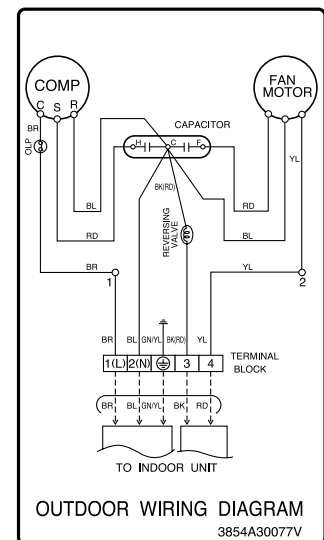 COMP
FAN
MOTOR
C S R
BR
OLP
CAPACITOR
H C F
YL
BK(RD)
BL
RD
BL
RD
REVERSING
VALVE
BR
YL
1
2
BR BL GN/YL BK(RD) YL
1(L) 2(N) 3 4
TERMINAL
BLOCK
BR BL GN/YL BK RD
TO INDOOR UNIT
OUTDOOR WIRING DIAGRAM
3854A30077V